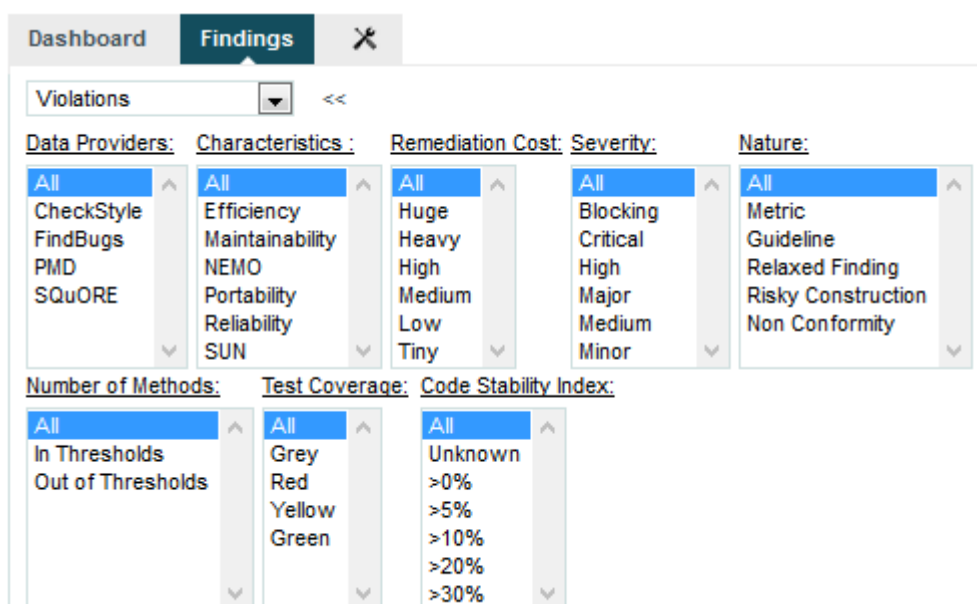 Dashboard Findings
Violations <<
Data Providers: Characteristics : Remediation Cost: Severity: Nature:
All All All All All
CheckStyle Efficiency Huge Blocking Metric
FindBugs Maintainability Heavy Critical Guideline
PMD NEMO High High Relaxed Finding
SQuORE Portability Medium Major Risky Construction
Reliability Low Medium Non Conformity
SUN Tiny Minor
Number of Methods: Test Coverage: Code Stability Index:
All All All
In Thresholds Grey Unknown
Out of Thresholds Red >0%
Yellow >5%
Green >10%
>20%
>30%